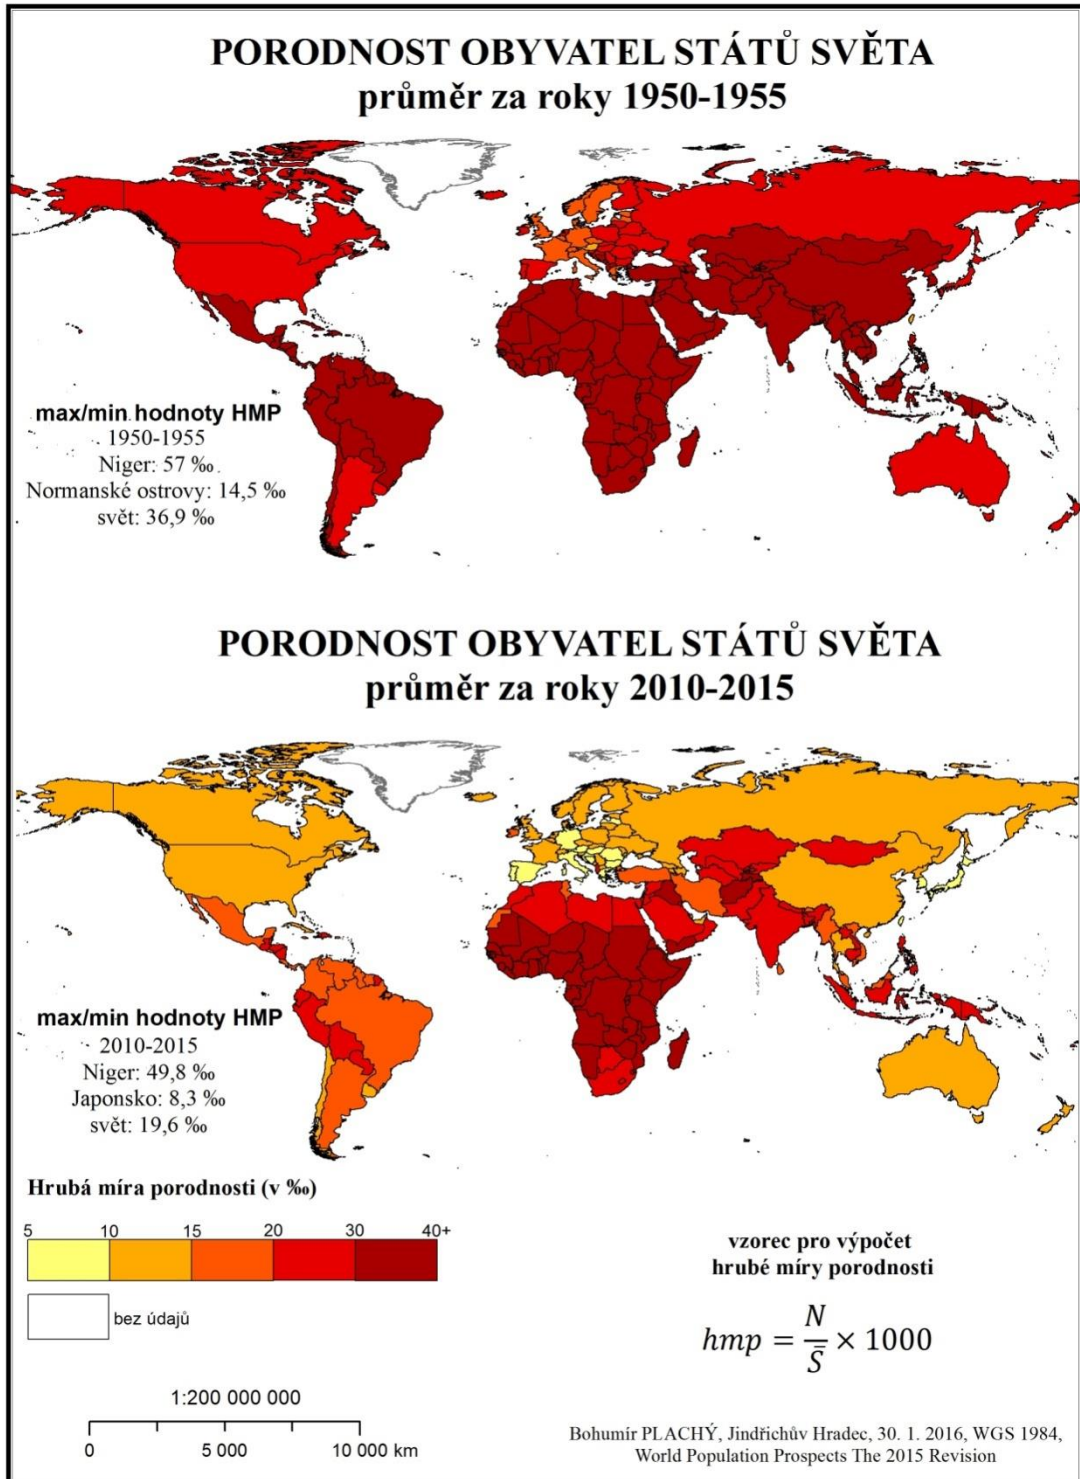 PORODNOST OBYVATEL STÁTŮ SVĚTA
průměr za roky 1950-1955
max/min hodnoty HMP
1950-1955
Niger: 57 ‰
Normanské ostrovy: 14,5 ‰
svět: 36,9 ‰
PORODNOST OBYVATEL STÁTŮ SVĚTA
průměr za roky 2010-2015
max/min hodnoty HMP
2010-2015
Niger: 49,8 ‰
Japonsko: 8,3 ‰
svět: 19,6 ‰
Hrubá míra porodnosti (v ‰)
5 10 15 20 30 40+
bez údajů
vzorec pro výpočet
hrubé míry porodnosti
hmp = N/S̄ × 1000
1:200 000 000
0 5 000 10 000 km
Bohumír PLACHÝ, Jindřichův Hradec, 30. 1. 2016, WGS 1984,
World Population Prospects The 2015 Revision